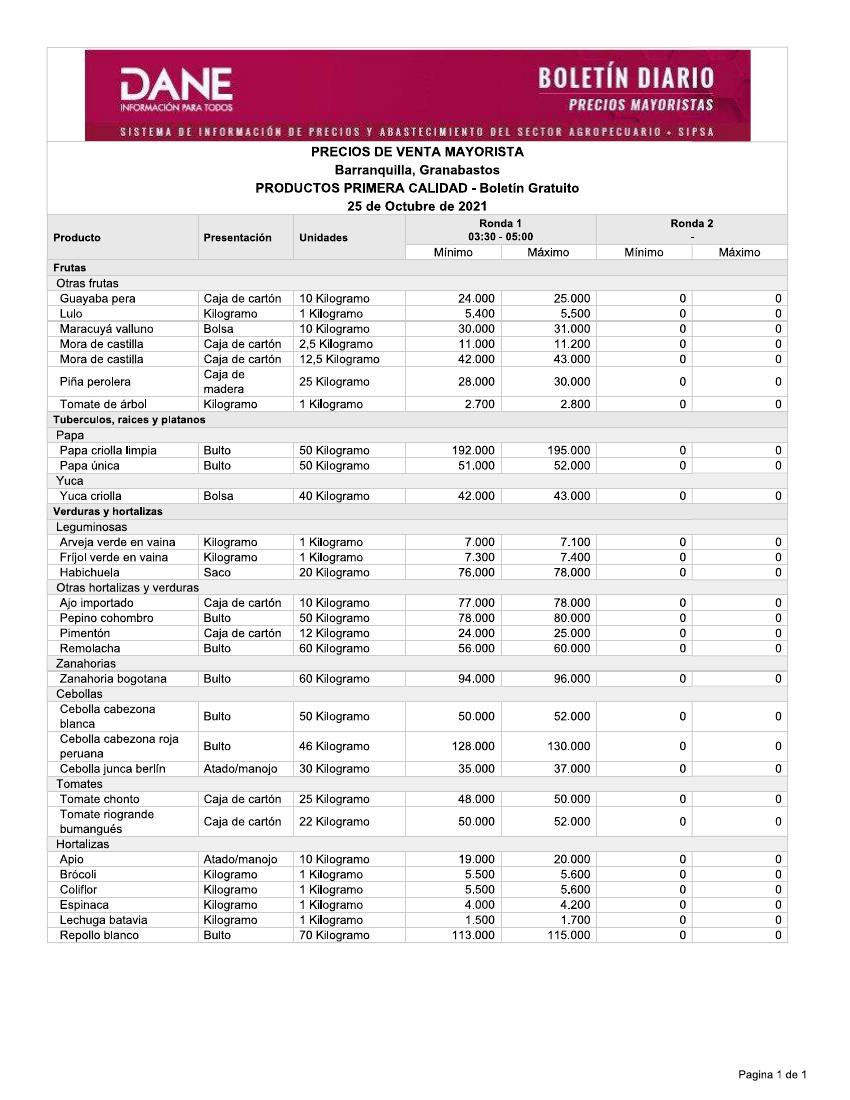 DANE
INFORMACIÓN PARA TODOS
BOLETÍN DIARIO
PRECIOS MAYORISTAS
SISTEMA DE INFORMACIÓN DE PRECIOS Y ABASTECIMIENTO DEL SECTOR AGROPECUARIO • SIPSA
PRECIOS DE VENTA MAYORISTA
Barranquilla, Granabastos
PRODUCTOS PRIMERA CALIDAD - Boletín Gratuito
25 de Octubre de 2021
Producto Presentación Unidades Ronda 1 Ronda 2
03:30 - 05:00 -
Mínimo Máximo Mínimo Máximo
Frutas
Otras frutas
Guayaba pera Caja de cartón 10 Kilogramo 24.000 25.000 0 0
Lulo Kilogramo 1 Kilogramo 5.400 5.500 0 0
Maracuyá valluno Bolsa 10 Kilogramo 30.000 31.000 0 0
Mora de castilla Caja de cartón 2,5 Kilogramo 11.000 11.200 0 0
Mora de castilla Caja de cartón 12,5 Kilogramo 42.000 43.000 0 0
Piña perolera Caja de madera 25 Kilogramo 28.000 30.000 0 0
Tomate de árbol Kilogramo 1 Kilogramo 2.700 2.800 0 0
Tuberculos, raices y platanos
Papa
Papa criolla limpia Bulto 50 Kilogramo 192.000 195.000 0 0
Papa única Bulto 50 Kilogramo 51.000 52.000 0 0
Yuca
Yuca criolla Bolsa 40 Kilogramo 42.000 43.000 0 0
Verduras y hortalizas
Leguminosas
Arveja verde en vaina Kilogramo 1 Kilogramo 7.000 7.100 0 0
Fríjol verde en vaina Kilogramo 1 Kilogramo 7.300 7.400 0 0
Habichuela Saco 20 Kilogramo 76.000 78.000 0 0
Otras hortalizas y verduras
Ajo importado Caja de cartón 10 Kilogramo 77.000 78.000 0 0
Pepino cohombro Bulto 50 Kilogramo 78.000 80.000 0 0
Pimentón Caja de cartón 12 Kilogramo 24.000 25.000 0 0
Remolacha Bulto 60 Kilogramo 56.000 60.000 0 0
Zanahorias
Zanahoria bogotana Bulto 60 Kilogramo 94.000 96.000 0 0
Cebollas
Cebolla cabezona blanca Bulto 50 Kilogramo 50.000 52.000 0 0
Cebolla cabezona roja peruana Bulto 46 Kilogramo 128.000 130.000 0 0
Cebolla junca berlín Atado/manojo 30 Kilogramo 35.000 37.000 0 0
Tomates
Tomate chonto Caja de cartón 25 Kilogramo 48.000 50.000 0 0
Tomate riogrande bumangués Caja de cartón 22 Kilogramo 50.000 52.000 0 0
Hortalizas
Apio Atado/manojo 10 Kilogramo 19.000 20.000 0 0
Brócoli Kilogramo 1 Kilogramo 5.500 5.600 0 0
Coliflor Kilogramo 1 Kilogramo 5.500 5.600 0 0
Espinaca Kilogramo 1 Kilogramo 4.000 4.200 0 0
Lechuga batavia Kilogramo 1 Kilogramo 1.500 1.700 0 0
Repollo blanco Bulto 70 Kilogramo 113.000 115.000 0 0
Pagina 1 de 1